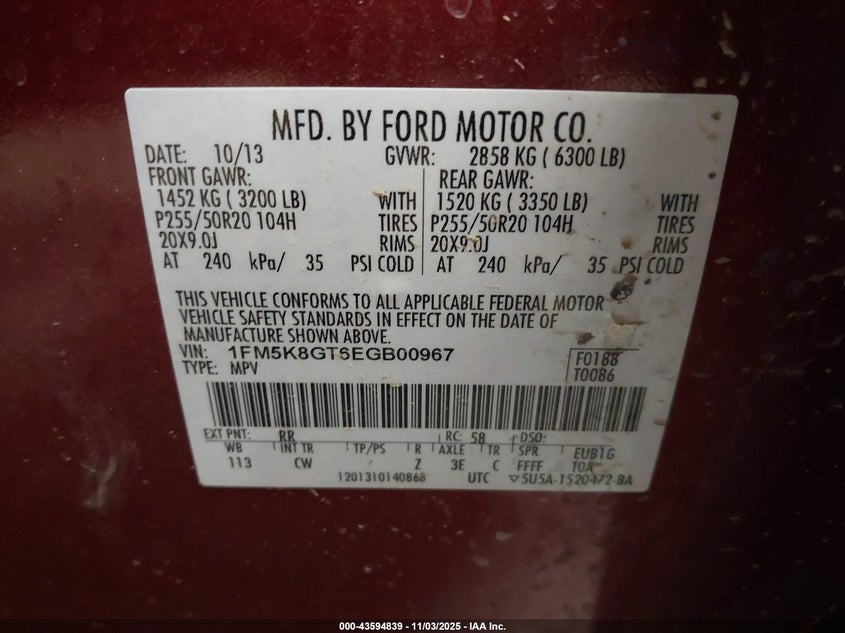 MFD. BY FORD MOTOR CO.
DATE: 10/13 GVWR: 2858 KG ( 6300 LB)
FRONT GAWR: REAR GAWR:
1452 KG ( 3200 LB) WITH 1520 KG ( 3350 LB) WITH
P255/50R20 104H TIRES P255/50R20 104H TIRES
20X9.0J RIMS 20X9.0J RIMS
AT 240 kPa/ 35 PSI COLD AT 240 kPa/ 35 PSI COLD
THIS VEHICLE CONFORMS TO ALL APPLICABLE FEDERAL MOTOR
VEHICLE SAFETY STANDARDS IN EFFECT ON THE DATE OF
MANUFACTURE SHOWN ABOVE.
VIN: 1FM5K8GT6EGB00967 F0188
TYPE: MPV T0086
EXT PNT: RR RC: 58 DSO:
WB INT TR TP/PS R AXLE TR SPR EUB1G
113 CW Z 3E C FFFF TOA
1201310140868 UTC ▽5U5A-1520472-BA
000-43594839 - 11/03/2025 - IAA Inc.